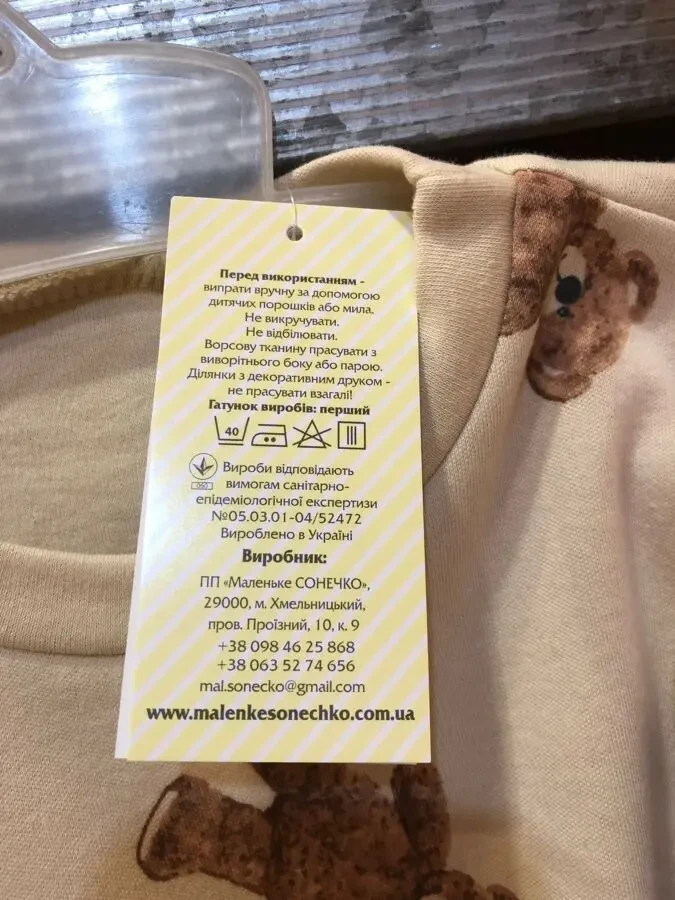 Перед використанням -
випрати вручну за допомогою
дитячих порошків або мила.
Не викручувати.
Не відбілювати.
Ворсову тканину прасувати з
виворітнього боку або парою.
Ділянки з декоративним друком -
не прасувати взагалі!
Гатунок виробів: перший
40
Вироби відповідають
вимогам санітарно-
епідеміологічної експертизи
№05.03.01-04/52472
Вироблено в Україні
Виробник:
ПП «Маленьке СОНЕЧКО»,
29000, м. Хмельницький,
пров. Проїзний, 10, к. 9
+38 098 46 25 868
+38 063 52 74 656
mal.sonecko@gmail.com
www.malenkesonechko.com.ua